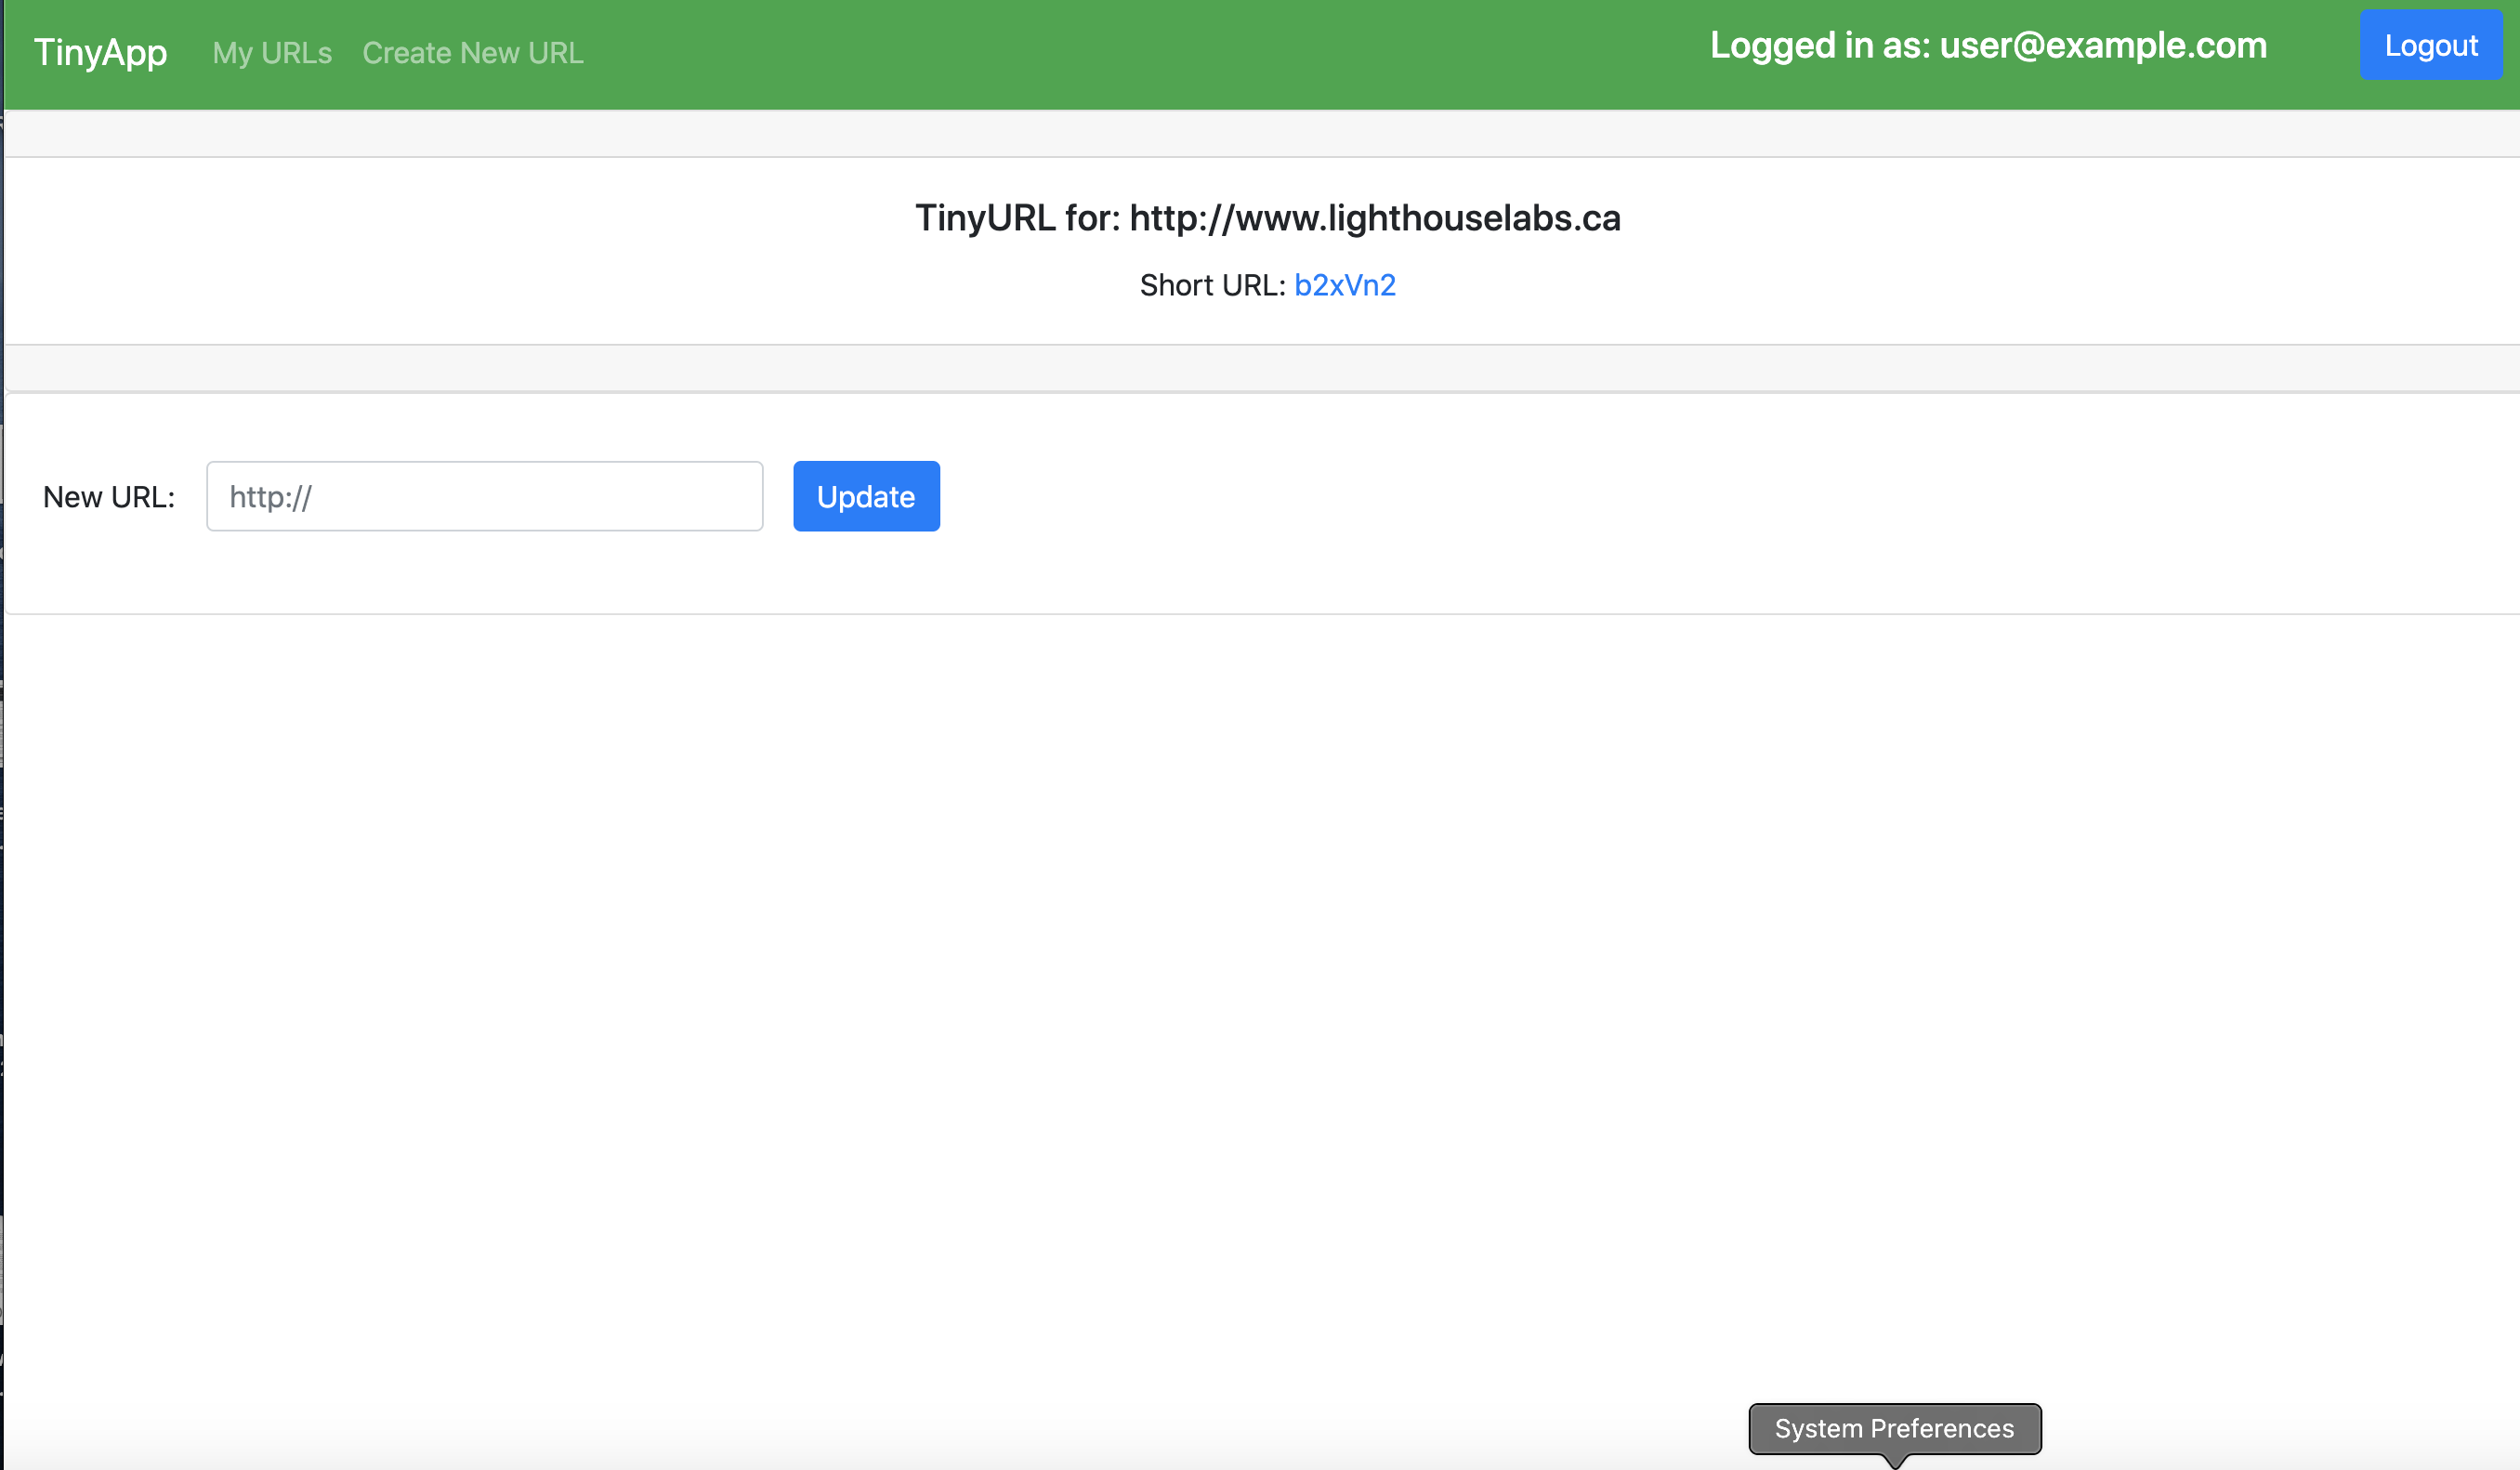 TinyApp My URLs Create New URL Logged in as: user@example.com Logout
TinyURL for: http://www.lighthouselabs.ca
Short URL: b2xVn2
New URL: http:// Update
System Preferences